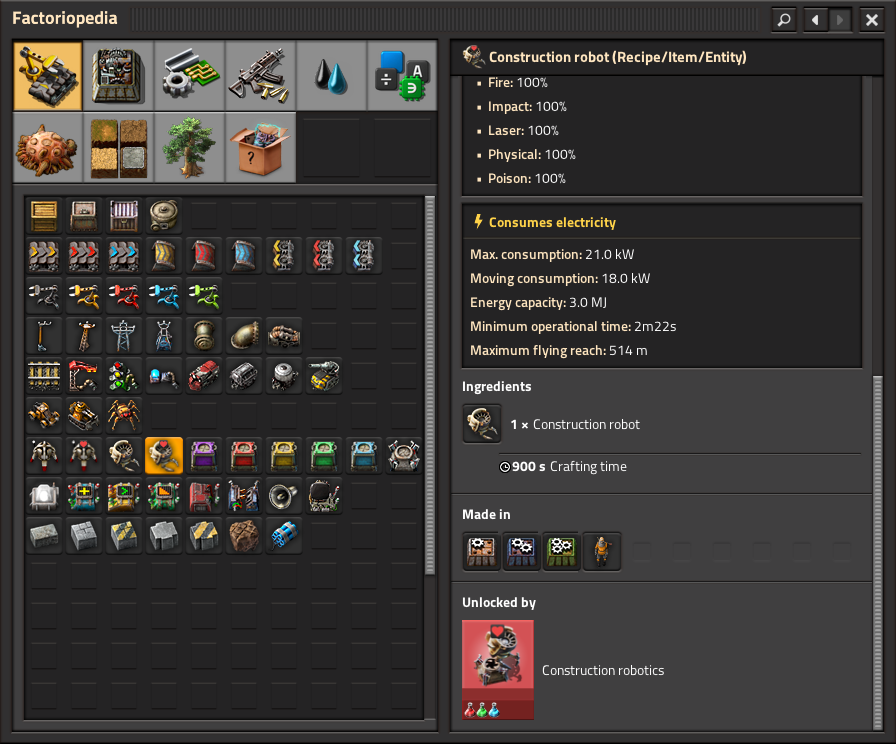 Factoriopedia
Construction robot (Recipe/Item/Entity)
Fire: 100%
Impact: 100%
Laser: 100%
Physical: 100%
Poison: 100%
Consumes electricity
Max. consumption: 21.0 kW
Moving consumption: 18.0 kW
Energy capacity: 3.0 MJ
Minimum operational time: 2m22s
Maximum flying reach: 514 m
Ingredients
1 × Construction robot
900 s Crafting time
Made in
Unlocked by
Construction robotics